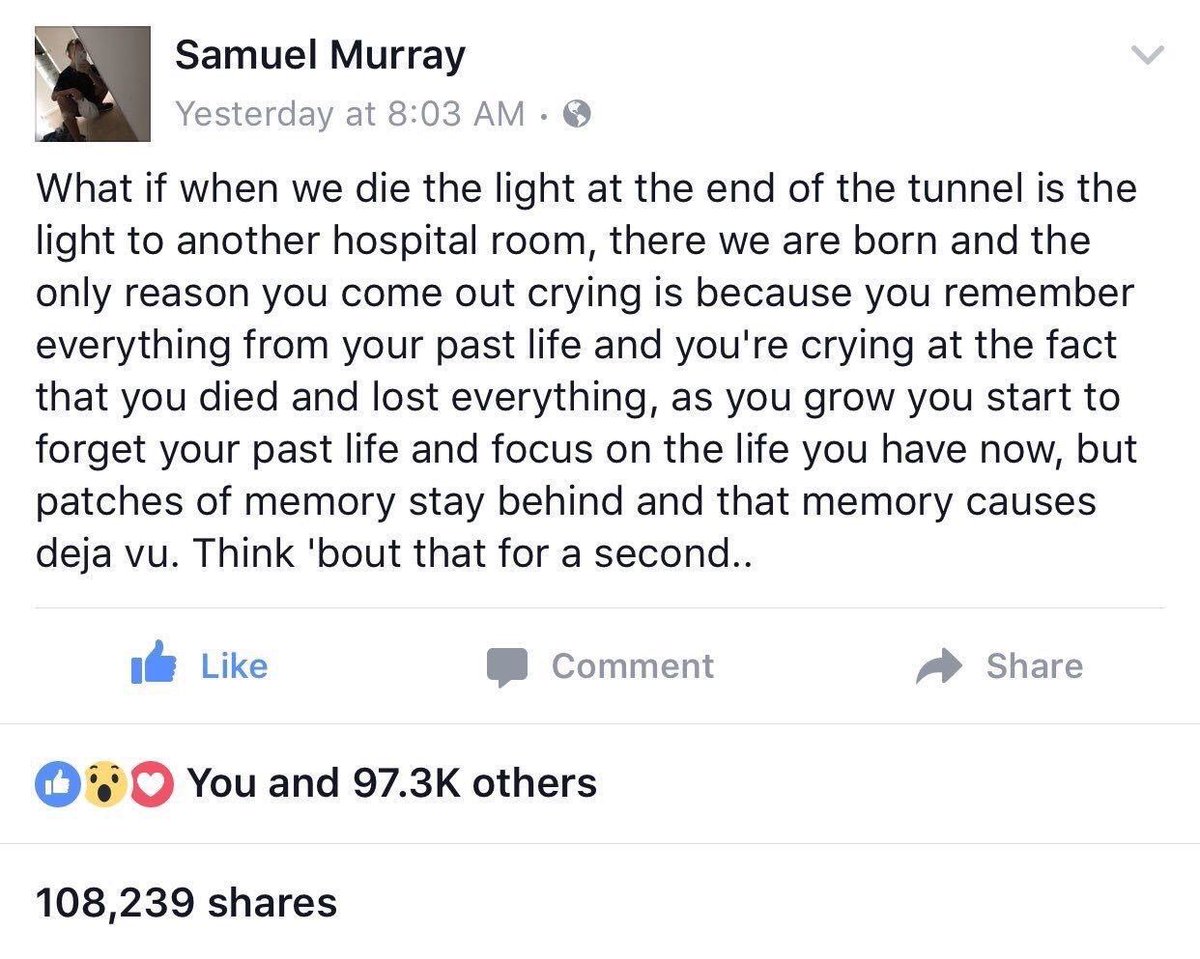 Samuel Murray
Yesterday at 8:03 AM ·
What if when we die the light at the end of the tunnel is the
light to another hospital room, there we are born and the
only reason you come out crying is because you remember
everything from your past life and you're crying at the fact
that you died and lost everything, as you grow you start to
forget your past life and focus on the life you have now, but
patches of memory stay behind and that memory causes
deja vu. Think 'bout that for a second..
Like
Comment
Share
You and 97.3K others
108,239 shares